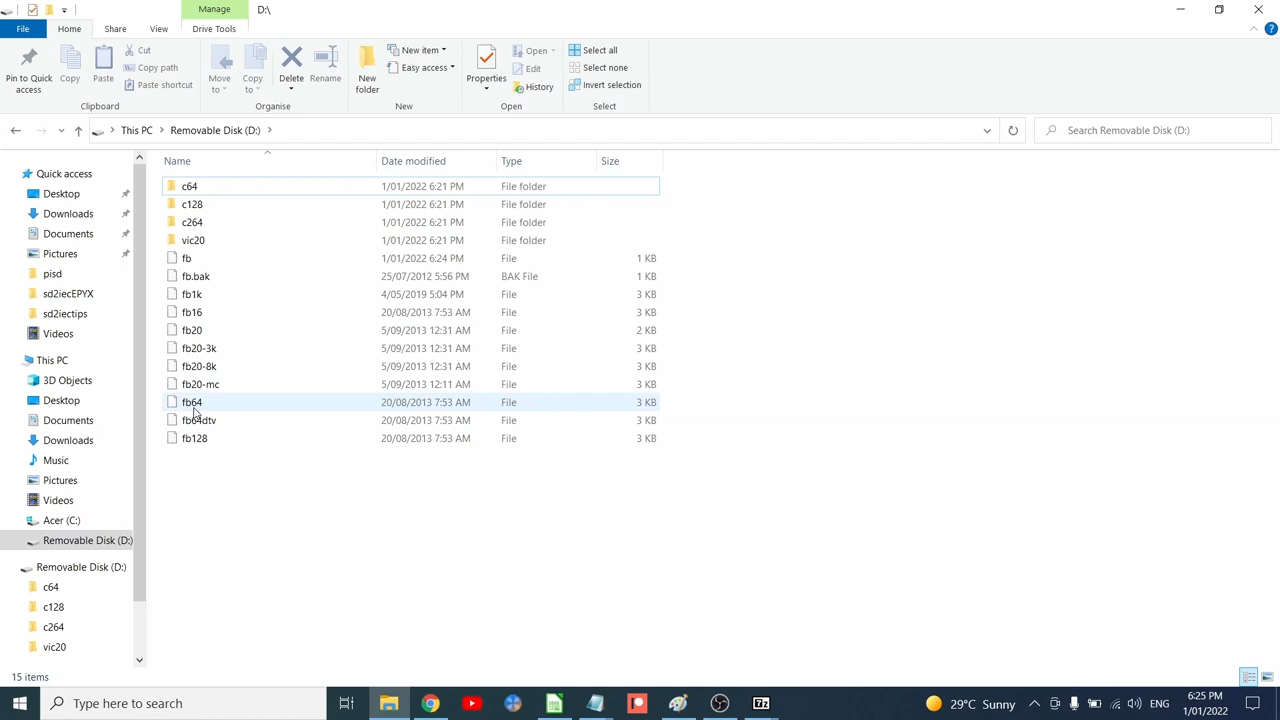 Manage D:\
File Home Share View Drive Tools
Pin to Quick access
Copy
Paste
Cut
Copy path
Paste shortcut
Clipboard
Move to
Copy to
Delete
Rename
Organise
New folder
New item
Easy access
New
Properties
Open
Edit
History
Open
Select all
Select none
Invert selection
Select
This PC > Removable Disk (D:) >
Search Removable Disk (D:)
Quick access
Desktop
Downloads
Documents
Pictures
pisd
sd2iecEPYX
sd2iectips
Videos
This PC
3D Objects
Desktop
Documents
Downloads
Music
Pictures
Videos
Acer (C:)
Removable Disk (D:)
Removable Disk (D:)
c64
c128
c264
vic20
Name Date modified Type Size
c64 1/01/2022 6:21 PM File folder
c128 1/01/2022 6:21 PM File folder
c264 1/01/2022 6:21 PM File folder
vic20 1/01/2022 6:21 PM File folder
fb 1/01/2022 6:24 PM File 1 KB
fb.bak 25/07/2012 5:56 PM BAK File 1 KB
fb1k 4/05/2019 5:04 PM File 3 KB
fb16 20/08/2013 7:53 AM File 3 KB
fb20 5/09/2013 12:31 AM File 2 KB
fb20-3k 5/09/2013 12:31 AM File 3 KB
fb20-8k 5/09/2013 12:31 AM File 3 KB
fb20-mc 5/09/2013 12:11 AM File 3 KB
fb64 20/08/2013 7:53 AM File 3 KB
fb64dtv 20/08/2013 7:53 AM File 3 KB
fb128 20/08/2013 7:53 AM File 3 KB
15 items
Type here to search
7z
29°C Sunny
ENG
6:25 PM
1/01/2022